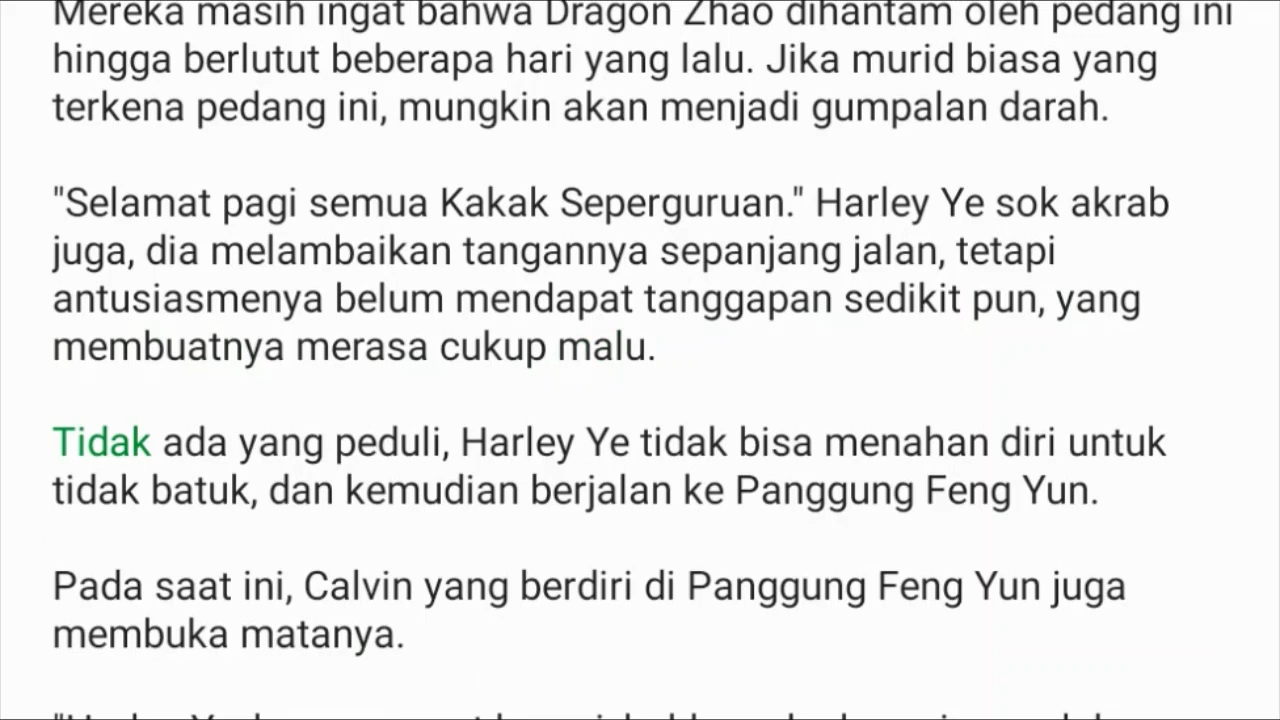 Mereka masih ingat bahwa Dragon Zhao dihantam oleh pedang ini
hingga berlutut beberapa hari yang lalu. Jika murid biasa yang
terkena pedang ini, mungkin akan menjadi gumpalan darah.
"Selamat pagi semua Kakak Seperguruan." Harley Ye sok akrab
juga, dia melambaikan tangannya sepanjang jalan, tetapi
antusiasmenya belum mendapat tanggapan sedikit pun, yang
membuatnya merasa cukup malu.
Tidak ada yang peduli, Harley Ye tidak bisa menahan diri untuk
tidak batuk, dan kemudian berjalan ke Panggung Feng Yun.
Pada saat ini, Calvin yang berdiri di Panggung Feng Yun juga
membuka matanya.